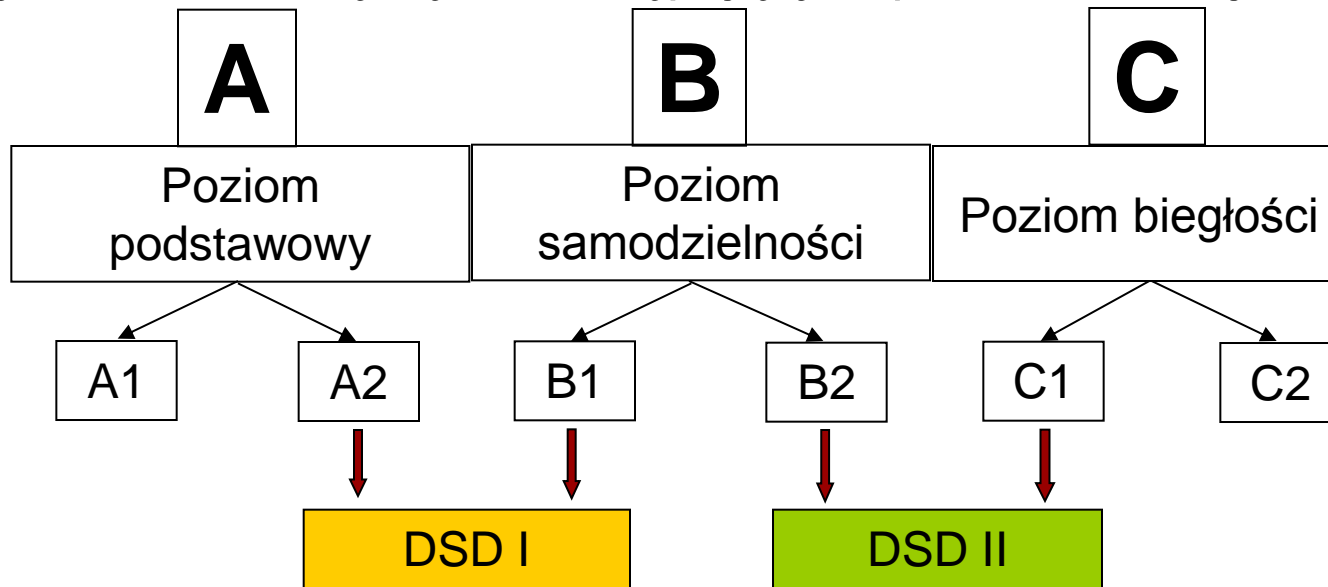 A
B
C
Poziom
podstawowy
Poziom
samodzielności
Poziom biegłości
A1
A2
B1
B2
C1
C2
DSD I
DSD II